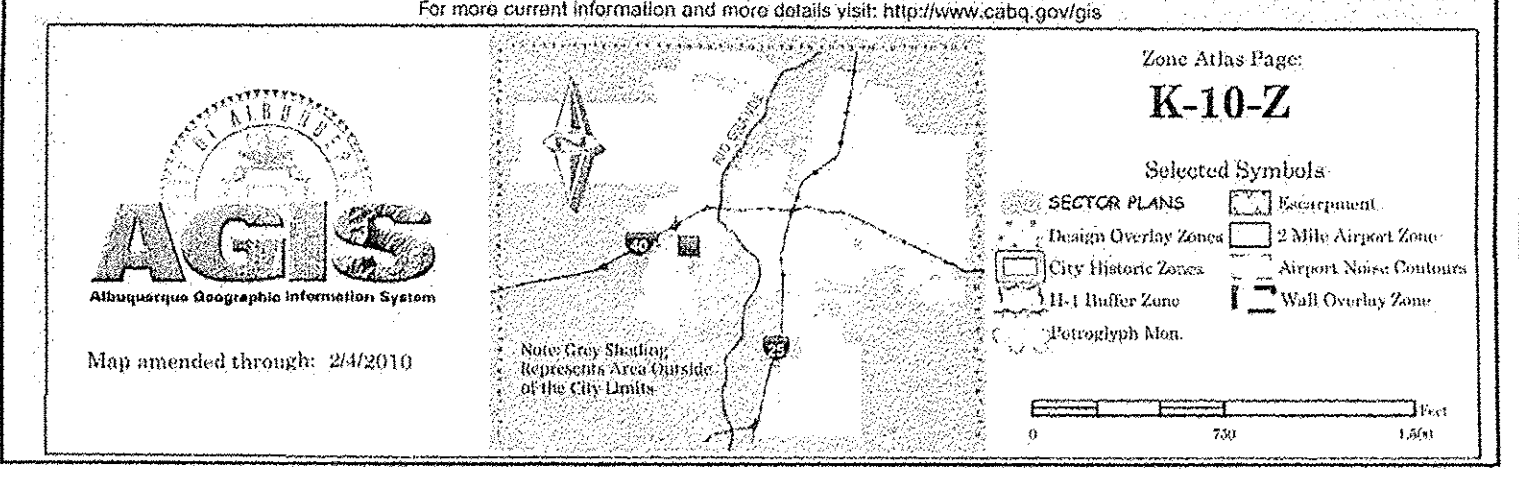 For more current information and more details visit: http://www.cabq.gov/gis
CITY OF ALBUQUERQUE
AGIS
Albuquerque Geographic Information System
Map amended through: 2/4/2010
RIO GRANDE
40
25
Note: Grey Shading
Represents Area Outside
of the City Limits
Zone Atlas Page:
K-10-Z
Selected Symbols
SECTOR PLANS
Escarpment
Design Overlay Zones
2 Mile Airport Zone
City Historic Zones
Airport Noise Contours
H-1 Buffer Zone
Wall Overlay Zone
Petroglyph Mon.
Feet
0 750 1,500